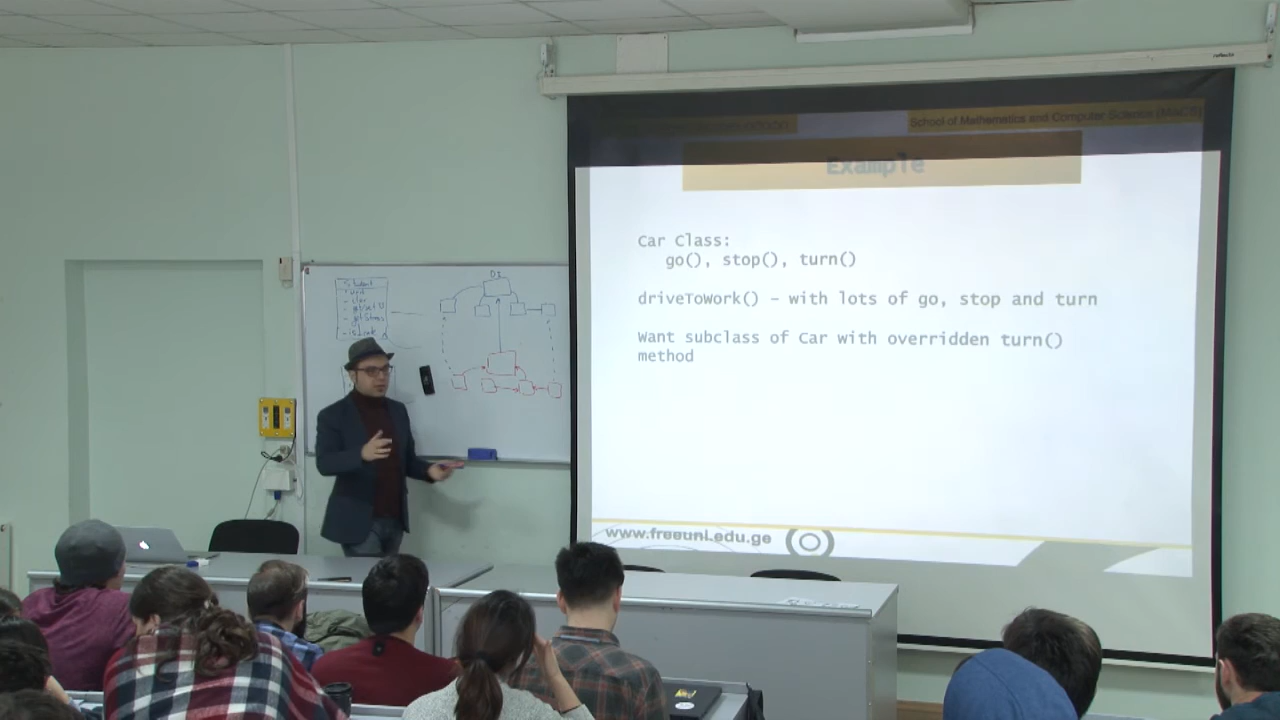 School of Mathematics and Computer Science (MACS)
Example
Car Class:
go(), stop(), turn()
driveToWork() – with lots of go, stop and turn
Want subclass of Car with overridden turn()
method
www.freeuni.edu.ge
Student